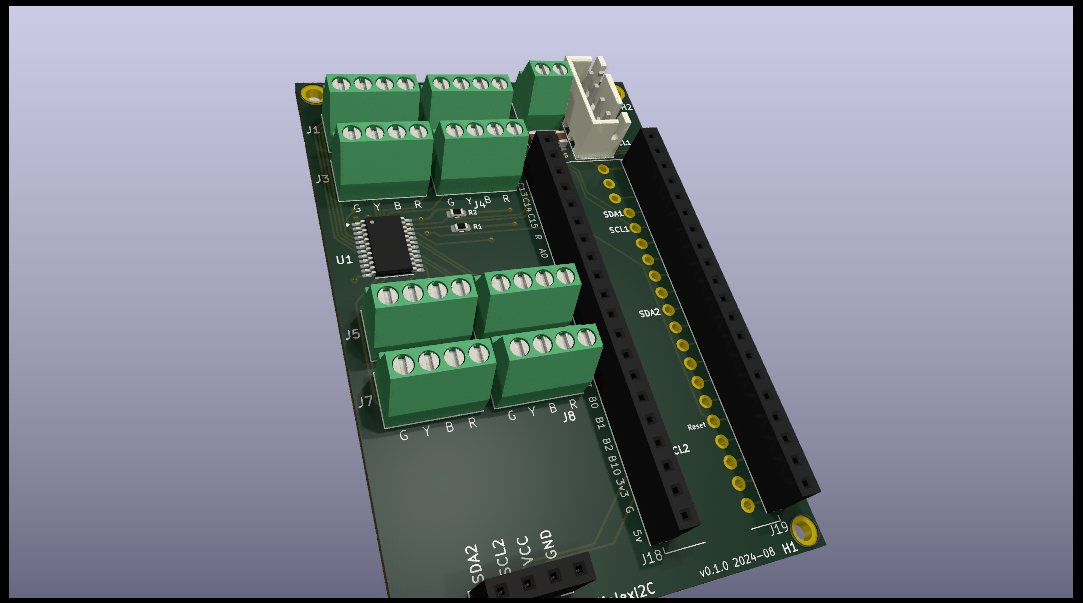 J1
H2
J3
G Y B R
G Y B R
J4
R2
R1
C13 C14 C15 R A0
U1
SDA1
SCL1
SDA2
J5
J7
G Y B R
G Y B R
J8
B0 B1 B2 B10 3v3 G 5v
Reset
CL2
SDA2
SCL2
VCC
GND
J18
J19
v0.1.0 2024-08
H1